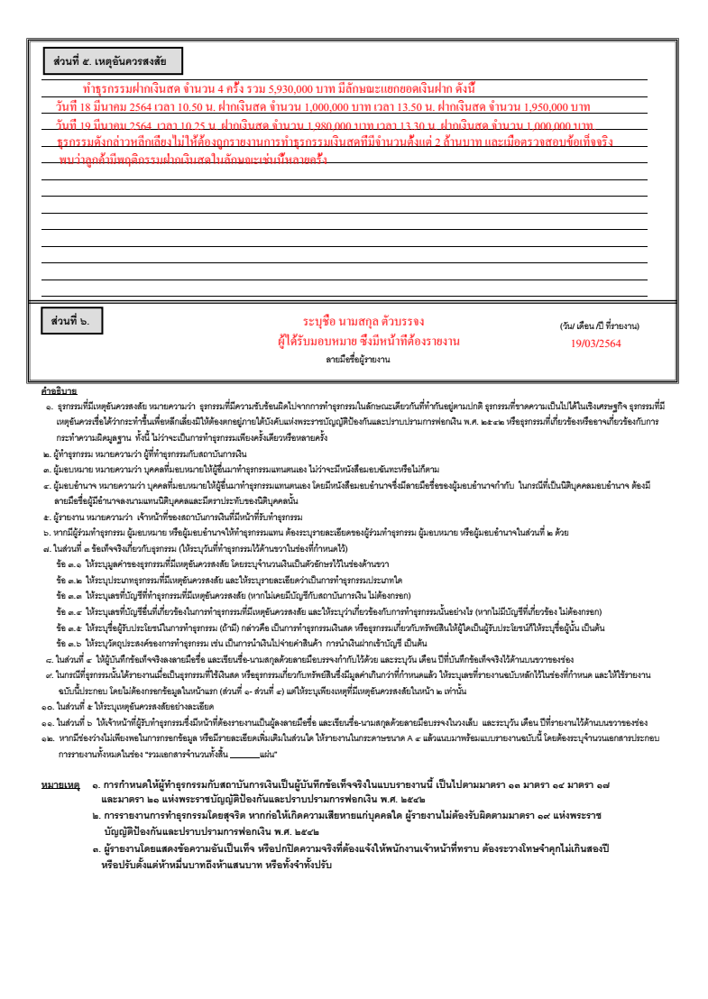 ส่วนที่ ๕. เหตุอันควรสงสัย
ทำธุรกรรมฝากเงินสด จำนวน 4 ครั้ง รวม 5,930,000 บาท มีลักษณะแยกยอดเงินฝาก ดังนี้
วันที่ 18 มีนาคม 2564 เวลา 10.50 น. ฝากเงินสด จำนวน 1,000,000 บาท เวลา 13.50 น. ฝากเงินสด จำนวน 1,950,000 บาท
วันที่ 19 มีนาคม 2564 เวลา 10.25 น. ฝากเงินสด จำนวน 1,980,000 บาท เวลา 13.30 น. ฝากเงินสด จำนวน 1,000,000 บาท
ธุรกรรมดังกล่าวหลีกเลี่ยงไม่ให้ต้องถูกรายงานการทำธุรกรรมเงินสดที่มีจำนวนตั้งแต่ 2 ล้านบาท และเมื่อตรวจสอบข้อเท็จจริง
พบว่าลูกค้ามีพฤติกรรมฝากเงินสดในลักษณะเช่นนี้หลายครั้ง
ส่วนที่ ๖.
ระบุชื่อ นามสกุล ตัวบรรจง
(วัน/ เดือน /ปี ที่รายงาน)
ผู้ได้รับมอบหมาย ซึ่งมีหน้าที่ต้องรายงาน
19/03/2564
ลายมือชื่อผู้รายงาน
คำอธิบาย
๑. ธุรกรรมที่มีเหตุอันควรสงสัย หมายความว่า ธุรกรรมที่มีความซับซ้อนผิดไปจากการทำธุรกรรมในลักษณะเดียวกันที่ทำกันอยู่ตามปกติ ธุรกรรมที่ขาดความเป็นไปได้ในเชิงเศรษฐกิจ ธุรกรรมที่มี
เหตุอันควรเชื่อได้ว่ากระทำขึ้นเพื่อหลีกเลี่ยงมิให้ต้องตกอยู่ภายใต้บังคับแห่งพระราชบัญญัติป้องกันและปราบปรามการฟอกเงิน พ.ศ. ๒๕๔๒ หรือธุรกรรมที่เกี่ยวข้องหรืออาจเกี่ยวข้องกับการ
กระทำความผิดมูลฐาน ทั้งนี้ ไม่ว่าจะเป็นการทำธุรกรรมเพียงครั้งเดียวหรือหลายครั้ง
๒. ผู้ทำธุรกรรม หมายความว่า ผู้ที่ทำธุรกรรมกับสถาบันการเงิน
๓. ผู้มอบหมาย หมายความว่า บุคคลที่มอบหมายให้ผู้อื่นมาทำธุรกรรมแทนตนเอง ไม่ว่าจะมีหนังสือมอบฉันทะหรือไม่ก็ตาม
๔. ผู้มอบอำนาจ หมายความว่า บุคคลที่มอบหมายให้ผู้อื่นมาทำธุรกรรมแทนตนเอง โดยมีหนังสือมอบอำนาจซึ่งมีลายมือชื่อของผู้มอบอำนาจกำกับ ในกรณีที่เป็นนิติบุคคลมอบอำนาจ ต้องมี
ลายมือชื่อผู้มีอำนาจลงนามแทนนิติบุคคลและมีตราประทับของนิติบุคคลนั้น
๕. ผู้รายงาน หมายความว่า เจ้าหน้าที่ของสถาบันการเงินที่มีหน้าที่รับทำธุรกรรม
๖. หากมีผู้ร่วมทำธุรกรรม ผู้มอบหมาย หรือผู้มอบอำนาจให้ทำธุรกรรมแทน ต้องระบุรายละเอียดของผู้ร่วมทำธุรกรรม ผู้มอบหมาย หรือผู้มอบอำนาจในส่วนที่ ๒ ด้วย
๗. ในส่วนที่ ๓ ข้อเท็จจริงเกี่ยวกับธุรกรรม (ให้ระบุวันที่ทำธุรกรรมไว้ด้านขวาในช่องที่กำหนดไว้)
ข้อ ๓.๑ ให้ระบุมูลค่าของธุรกรรมที่มีเหตุอันควรสงสัย โดยระบุจำนวนเงินเป็นตัวอักษรไว้ในช่องด้านขวา
ข้อ ๓.๒ ให้ระบุประเภทธุรกรรมที่มีเหตุอันควรสงสัย และให้ระบุรายละเอียดว่าเป็นการทำธุรกรรมประเภทใด
ข้อ ๓.๓ ให้ระบุเลขที่บัญชีที่ทำธุรกรรมที่มีเหตุอันควรสงสัย (หากไม่เคยมีบัญชีกับสถาบันการเงิน ไม่ต้องกรอก)
ข้อ ๓.๔ ให้ระบุเลขที่บัญชีอื่นที่เกี่ยวข้องในการทำธุรกรรมที่มีเหตุอันควรสงสัย และให้ระบุว่าเกี่ยวข้องกับการทำธุรกรรมนั้นอย่างไร (หากไม่มีบัญชีที่เกี่ยวข้อง ไม่ต้องกรอก)
ข้อ ๓.๕ ให้ระบุชื่อผู้รับประโยชน์ในการทำธุรกรรม (ถ้ามี) กล่าวคือ เป็นการทำธุรกรรมเงินสด หรือธุรกรรมเกี่ยวกับทรัพย์สินให้ผู้ใดเป็นผู้รับประโยชน์ก็ให้ระบุชื่อผู้นั้น เป็นต้น
ข้อ ๓.๖ ระบุวัตถุประสงค์ของการทำธุรกรรม เช่น เป็นการนำเงินไปจ่ายค่าสินค้า การนำเงินฝากเข้าบัญชี เป็นต้น
๘. ในส่วนที่ ๔ ให้ผู้บันทึกข้อเท็จจริงลงลายมือชื่อ และเขียนชื่อ-นามสกุลด้วยลายมือบรรจงกำกับไว้ด้วย และระบุวัน เดือน ปีที่บันทึกข้อเท็จจริงไว้ด้านบนขวาของช่อง
๙. ในกรณีที่ธุรกรรมนั้นได้รายงานเมื่อเป็นธุรกรรมที่ใช้เงินสด หรือธุรกรรมเกี่ยวกับทรัพย์สินซึ่งมีมูลค่าเกินกว่าที่กำหนดแล้ว ให้ระบุเลขที่รายงานฉบับหลักไว้ในช่องที่กำหนด และให้ใช้รายงาน
ฉบับนี้ประกอบ โดยไม่ต้องกรอกข้อมูลในหน้าแรก (ส่วนที่ ๑- ส่วนที่ ๔) แต่ให้ระบุเพียงเหตุที่มีเหตุอันควรสงสัยในหน้า ๒ เท่านั้น
๑๐. ในส่วนที่ ๕ ให้ระบุเหตุอันควรสงสัยอย่างละเอียด
๑๑. ในส่วนที่ ๖ ให้เจ้าหน้าที่ผู้รับทำธุรกรรมซึ่งมีหน้าที่ต้องรายงานเป็นผู้ลงลายมือชื่อ และเขียนชื่อ-นามสกุลด้วยลายมือบรรจงในวงเล็บ และระบุวัน เดือน ปีที่รายงานไว้ด้านบนขวาของช่อง
๑๒. หากมีช่องว่างไม่เพียงพอในการกรอกข้อมูล หรือมีรายละเอียดเพิ่มเติมในส่วนใด ให้รายงานในกระดาษขนาด A ๔ แล้วแนบมาพร้อมแบบรายงานฉบับนี้ โดยต้องระบุจำนวนเอกสารประกอบ
การรายงานทั้งหมดในช่อง "รวมเอกสารจำนวนทั้งสิ้น ______แผ่น"
หมายเหตุ ๑. การกำหนดให้ผู้ทำธุรกรรมกับสถาบันการเงินเป็นผู้บันทึกข้อเท็จจริงในแบบรายงานนี้ เป็นไปตามมาตรา ๑๓ มาตรา ๑๔ มาตรา ๑๗
และมาตรา ๒๑ แห่งพระราชบัญญัติป้องกันและปราบปรามการฟอกเงิน พ.ศ. ๒๕๔๒
๒. การรายงานการทำธุรกรรมโดยสุจริต หากก่อให้เกิดความเสียหายแก่บุคคลใด ผู้รายงานไม่ต้องรับผิดตามมาตรา ๑๙ แห่งพระราช
บัญญัติป้องกันและปราบปรามการฟอกเงิน พ.ศ. ๒๕๔๒
๓. ผู้รายงานโดยแสดงข้อความอันเป็นเท็จ หรือปกปิดความจริงที่ต้องแจ้งให้พนักงานเจ้าหน้าที่ทราบ ต้องระวางโทษจำคุกไม่เกินสองปี
หรือปรับตั้งแต่ห้าหมื่นบาทถึงห้าแสนบาท หรือทั้งจำทั้งปรับ